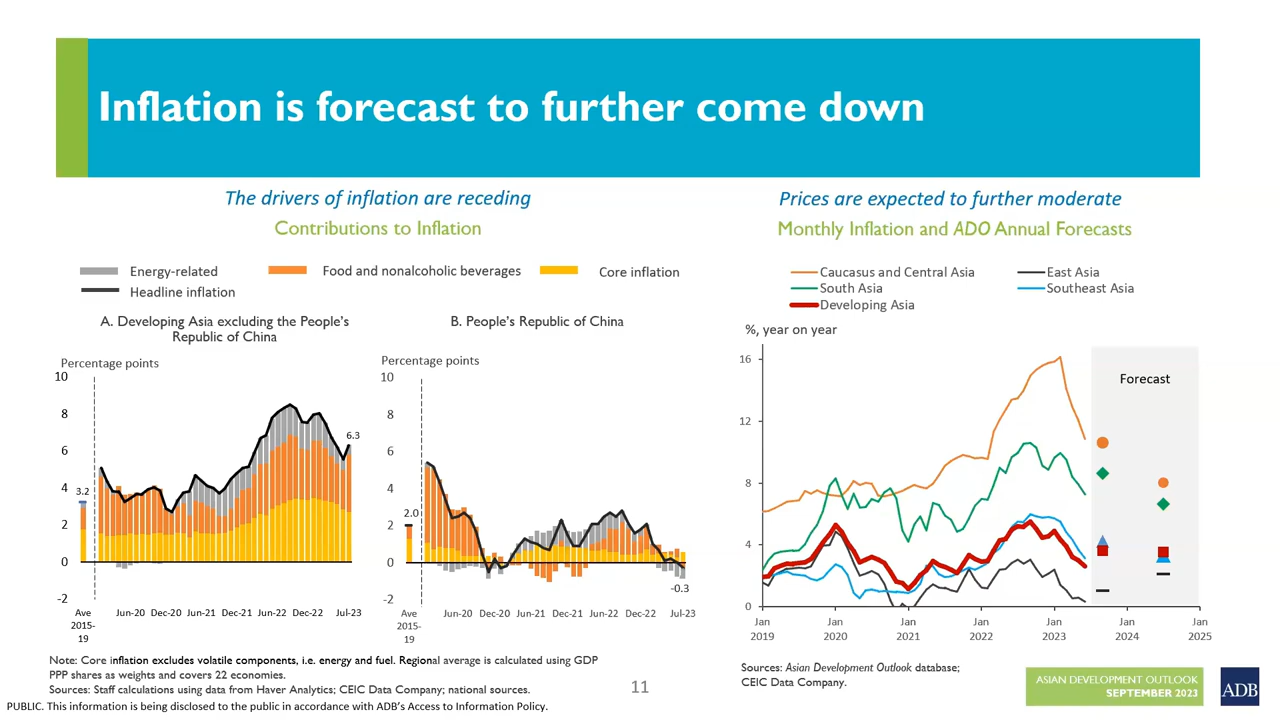 Inflation is forecast to further come down
The drivers of inflation are receding
Contributions to Inflation
Energy-related
Food and nonalcoholic beverages
Core inflation
Headline inflation
A. Developing Asia excluding the People's
Republic of China
Percentage points
10
8
6
4
2
0
-2
3.2
6.3
Ave
2015-
19
Jun-20
Dec-20
Jun-21
Dec-21
Jun-22
Dec-22
Jul-23
B. People's Republic of China
Percentage points
10
8
6
4
2
0
-2
2.0
-0.3
Ave
2015-
19
Jun-20
Dec-20
Jun-21
Dec-21
Jun-22
Dec-22
Jul-23
Note: Core inflation excludes volatile components, i.e. energy and fuel. Regional average is calculated using GDP
PPP shares as weights and covers 22 economies.
Sources: Staff calculations using data from Haver Analytics; CEIC Data Company; national sources.
Prices are expected to further moderate
Monthly Inflation and ADO Annual Forecasts
Caucasus and Central Asia
East Asia
South Asia
Southeast Asia
Developing Asia
%, year on year
16
12
8
4
0
Forecast
Jan
2019
Jan
2020
Jan
2021
Jan
2022
Jan
2023
Jan
2024
Jan
2025
Sources: Asian Development Outlook database;
CEIC Data Company.
11
ASIAN DEVELOPMENT OUTLOOK
SEPTEMBER 2023
ADB
PUBLIC. This information is being disclosed to the public in accordance with ADB's Access to Information Policy.